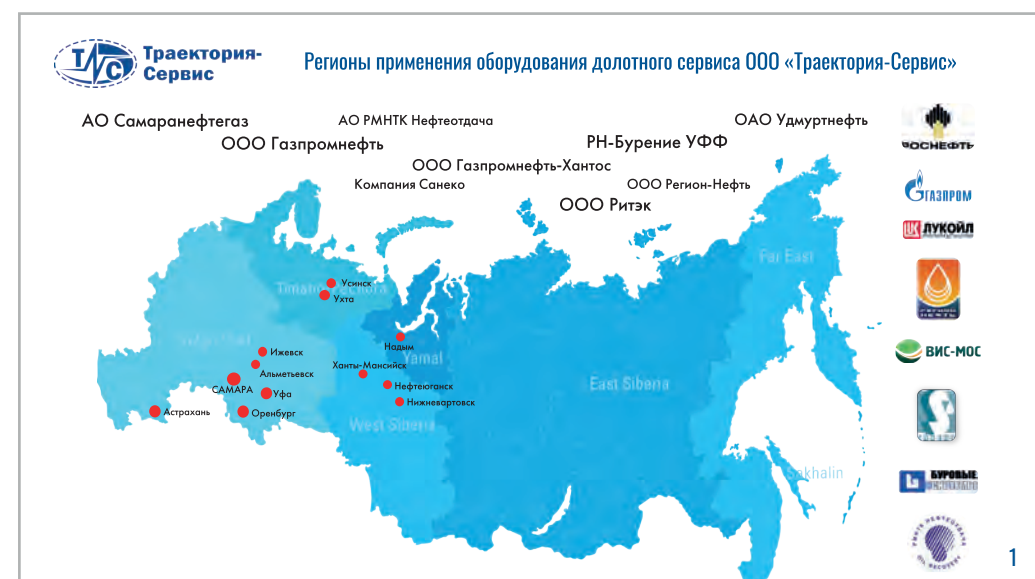 ТС
Траектория-
Сервис
Регионы применения оборудования долотного сервиса ООО «Траектория-Сервис»
АО Самаранефтегаз
АО РМНТК Нефтеотдача
ОАО Удмуртнефть
ООО Газпромнефть
РН-Бурение УФФ
ООО Газпромнефть-Хантос
Компания Санеко
ООО Регион-Нефть
ООО Ритэк
РОСНЕФТЬ
ГАЗПРОМ
ЛУКОЙЛ
ВИС-МОС
БУРОВЫЕ
Far East
Усинск
Timan Pechora
Ухта
Надым
Yamal
Ижевск
Альметьевск
САМАРА
Уфа
Астрахань
Оренбург
Ханты-Мансийск
Нефтеюганск
Нижневартовск
East Siberia
West Siberia
Sakhalin
1